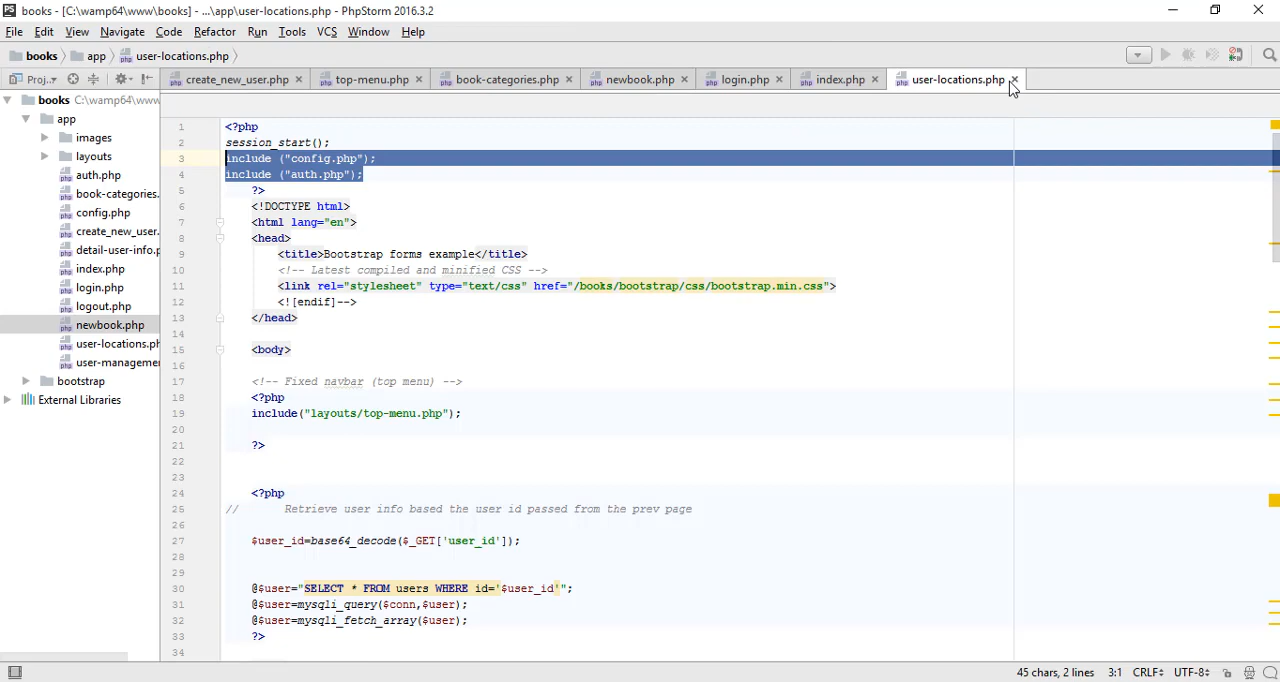 PS books - [C:\wamp64\www\books] - ...\app\user-locations.php - PhpStorm 2016.3.2
File Edit View Navigate Code Refactor Run Tools VCS Window Help
books app user-locations.php
Proj.. create_new_user.php top-menu.php book-categories.php newbook.php login.php index.php user-locations.php
books C:\wamp64\www
app
images
layouts
auth.php
book-categories.
config.php
create_new_user.
detail-user-info.p
index.php
login.php
logout.php
newbook.php
user-locations.ph
user-manageme
bootstrap
External Libraries
1 <?php
2 session_start();
3 include ("config.php");
4 include ("auth.php");
5 ?>
6 <!DOCTYPE html>
7 <html lang="en">
8 <head>
9 <title>Bootstrap forms example</title>
10 <!-- Latest compiled and minified CSS -->
11 <link rel="stylesheet" type="text/css" href="/books/bootstrap/css/bootstrap.min.css">
12 <![endif]-->
13 </head>
14
15 <body>
16
17 <!-- Fixed navbar (top menu) -->
18 <?php
19 include("layouts/top-menu.php");
20
21 ?>
22
23
24 <?php
25 // Retrieve user info based the user id passed from the prev page
26
27 $user_id=base64_decode($_GET['user_id']);
28
29
30 @$user="SELECT * FROM users WHERE id='$user_id'";
31 @$user=mysqli_query($conn,$user);
32 @$user=mysqli_fetch_array($user);
33 ?>
34
45 chars, 2 lines 3:1 CRLF UTF-8